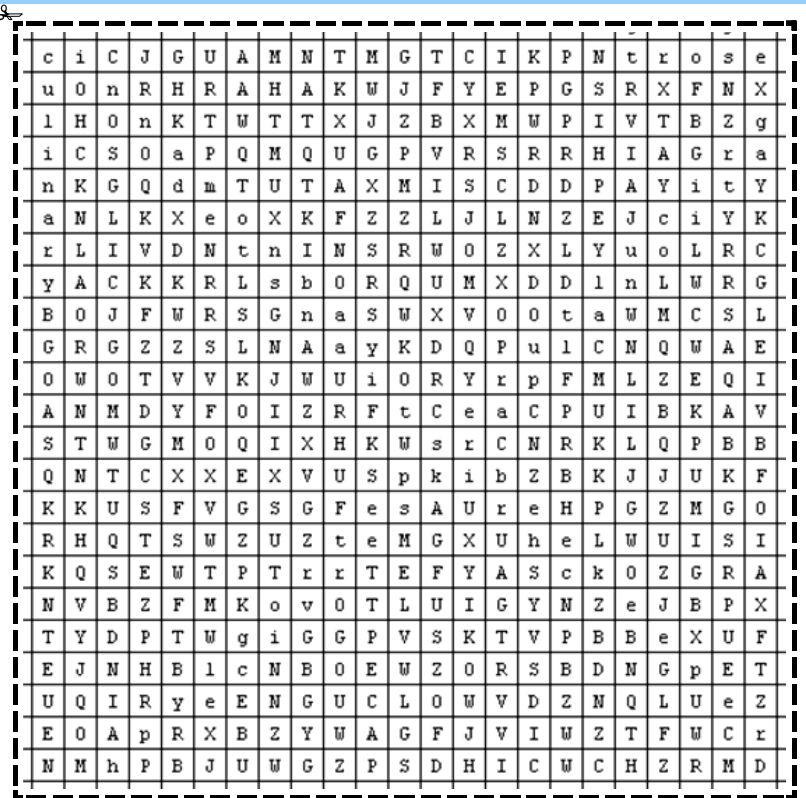 c i C J G U A M N T M G T C I K P N t r o s e
u O n R H R A H A K W J F Y E P G S R X F N X
l H O n K T W T T X J Z B X M W P I V T B Z g
i C S O a P Q M Q U G P V R S R R H I A G r a
n K G Q d m T U T A X M I S C D D P A Y i t Y
a N L K X e o X K F Z Z L J L N Z E J c i Y K
r L I V D N t n I N S R W O Z X L Y u o L R C
y A C K K R L s b O R Q U M X D D l n L W R G
B O J F W R S G n a S W X V O O t a W M C S L
G R G Z Z S L N A a y K D Q P u l C N Q W A E
O W O T V V K J W U i O R Y r p F M L Z E Q I
A N M D Y F O I Z R F t C e a C P U I B K A V
S T W G M O Q I X H K W s r C N R K L Q P B B
Q N T C X X E X V U S p k i b Z B K J J U K F
K K U S F V G S G F e s A U r e H P G Z M G O
R H Q T S W Z U Z t e M G X U h e L W U I S I
K Q S E W T P T r r T E F Y A S c k O Z G R A
N V B Z F M K o v O T L U I G Y N Z e J B P X
T Y D P T W g i G G P V S K T V P B B e X U F
E J N H B l c N B O E W Z O R S B D N G p E T
U Q I R y e E N G U C L O W V D Z N Q L U e Z
E O A p R X B Z Y W A G F J V I W Z T F W C r
N M h P B J U W G Z P S D H I C W C H Z R M D